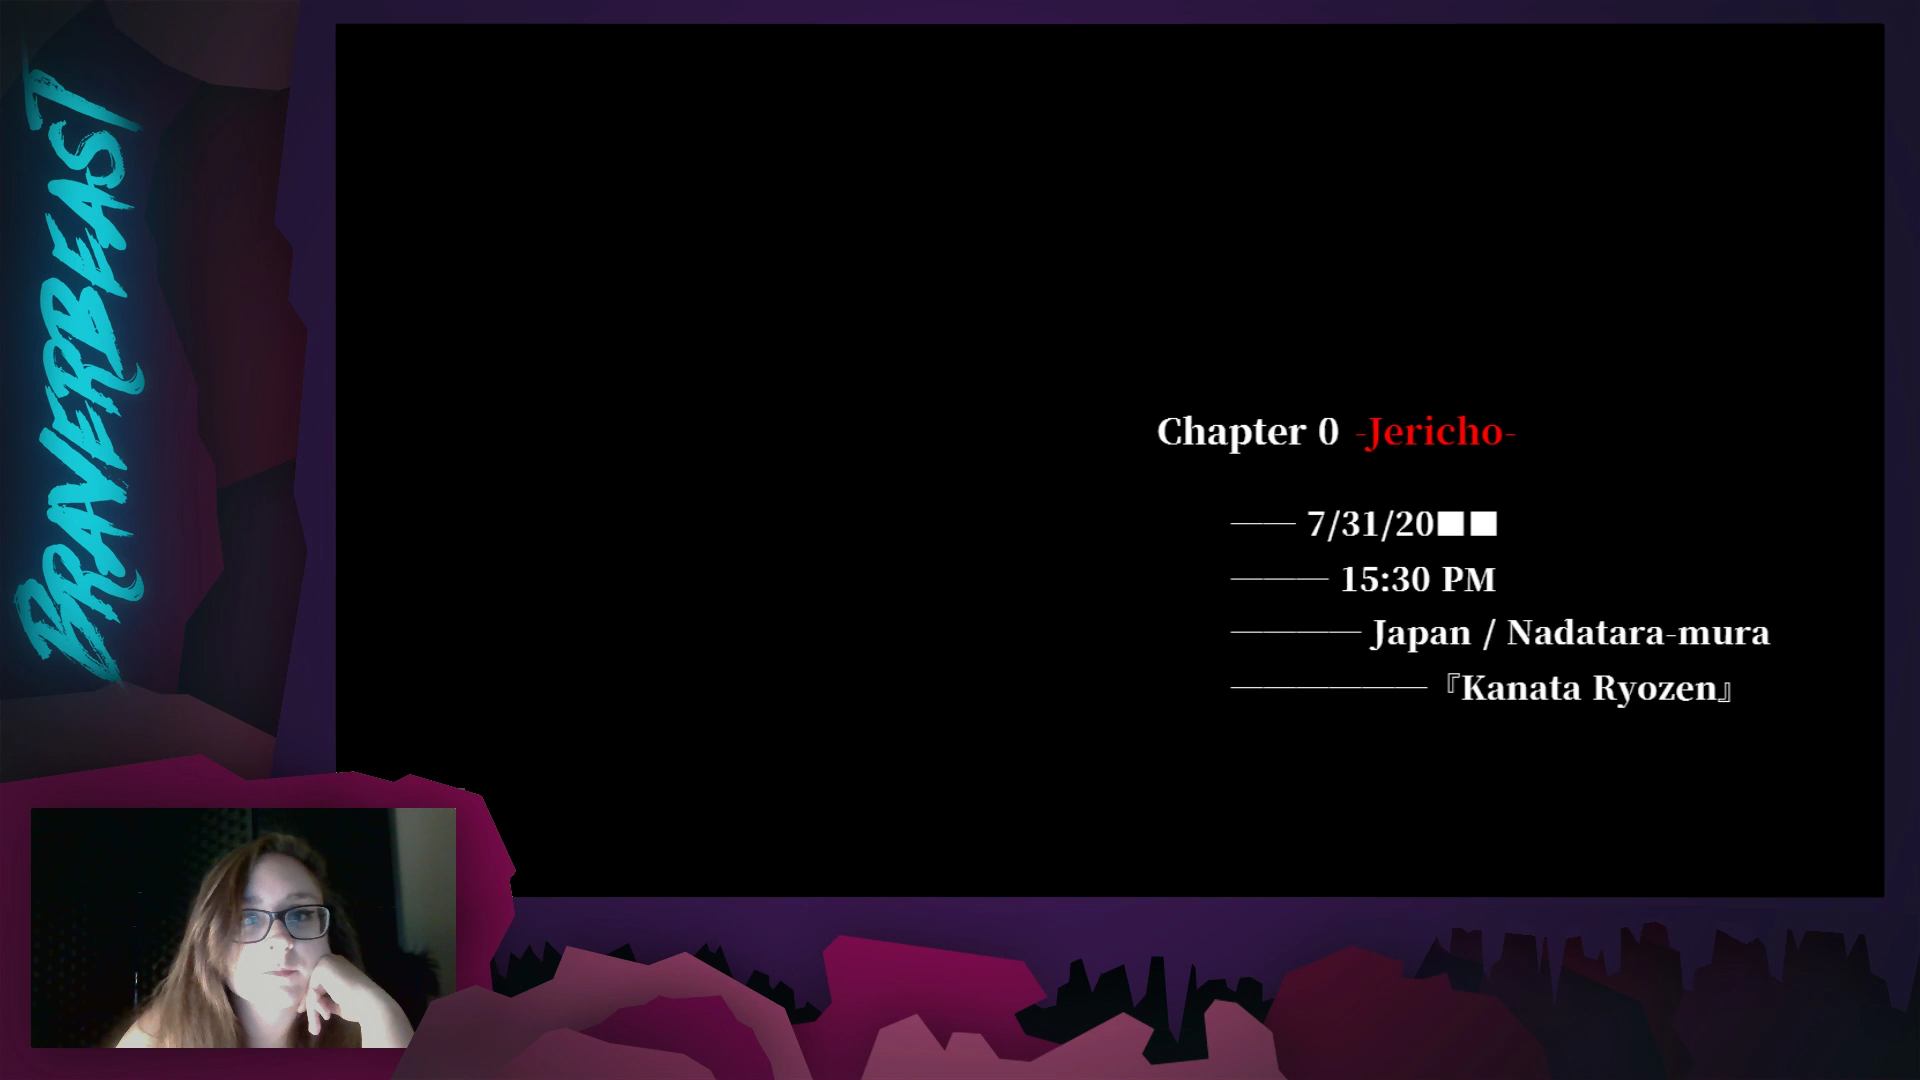 BRAVERBEAST
Chapter 0 -Jericho-
─── 7/31/20■■
──── 15:30 PM
───── Japan / Nadatara-mura
─────── 『Kanata Ryozen』